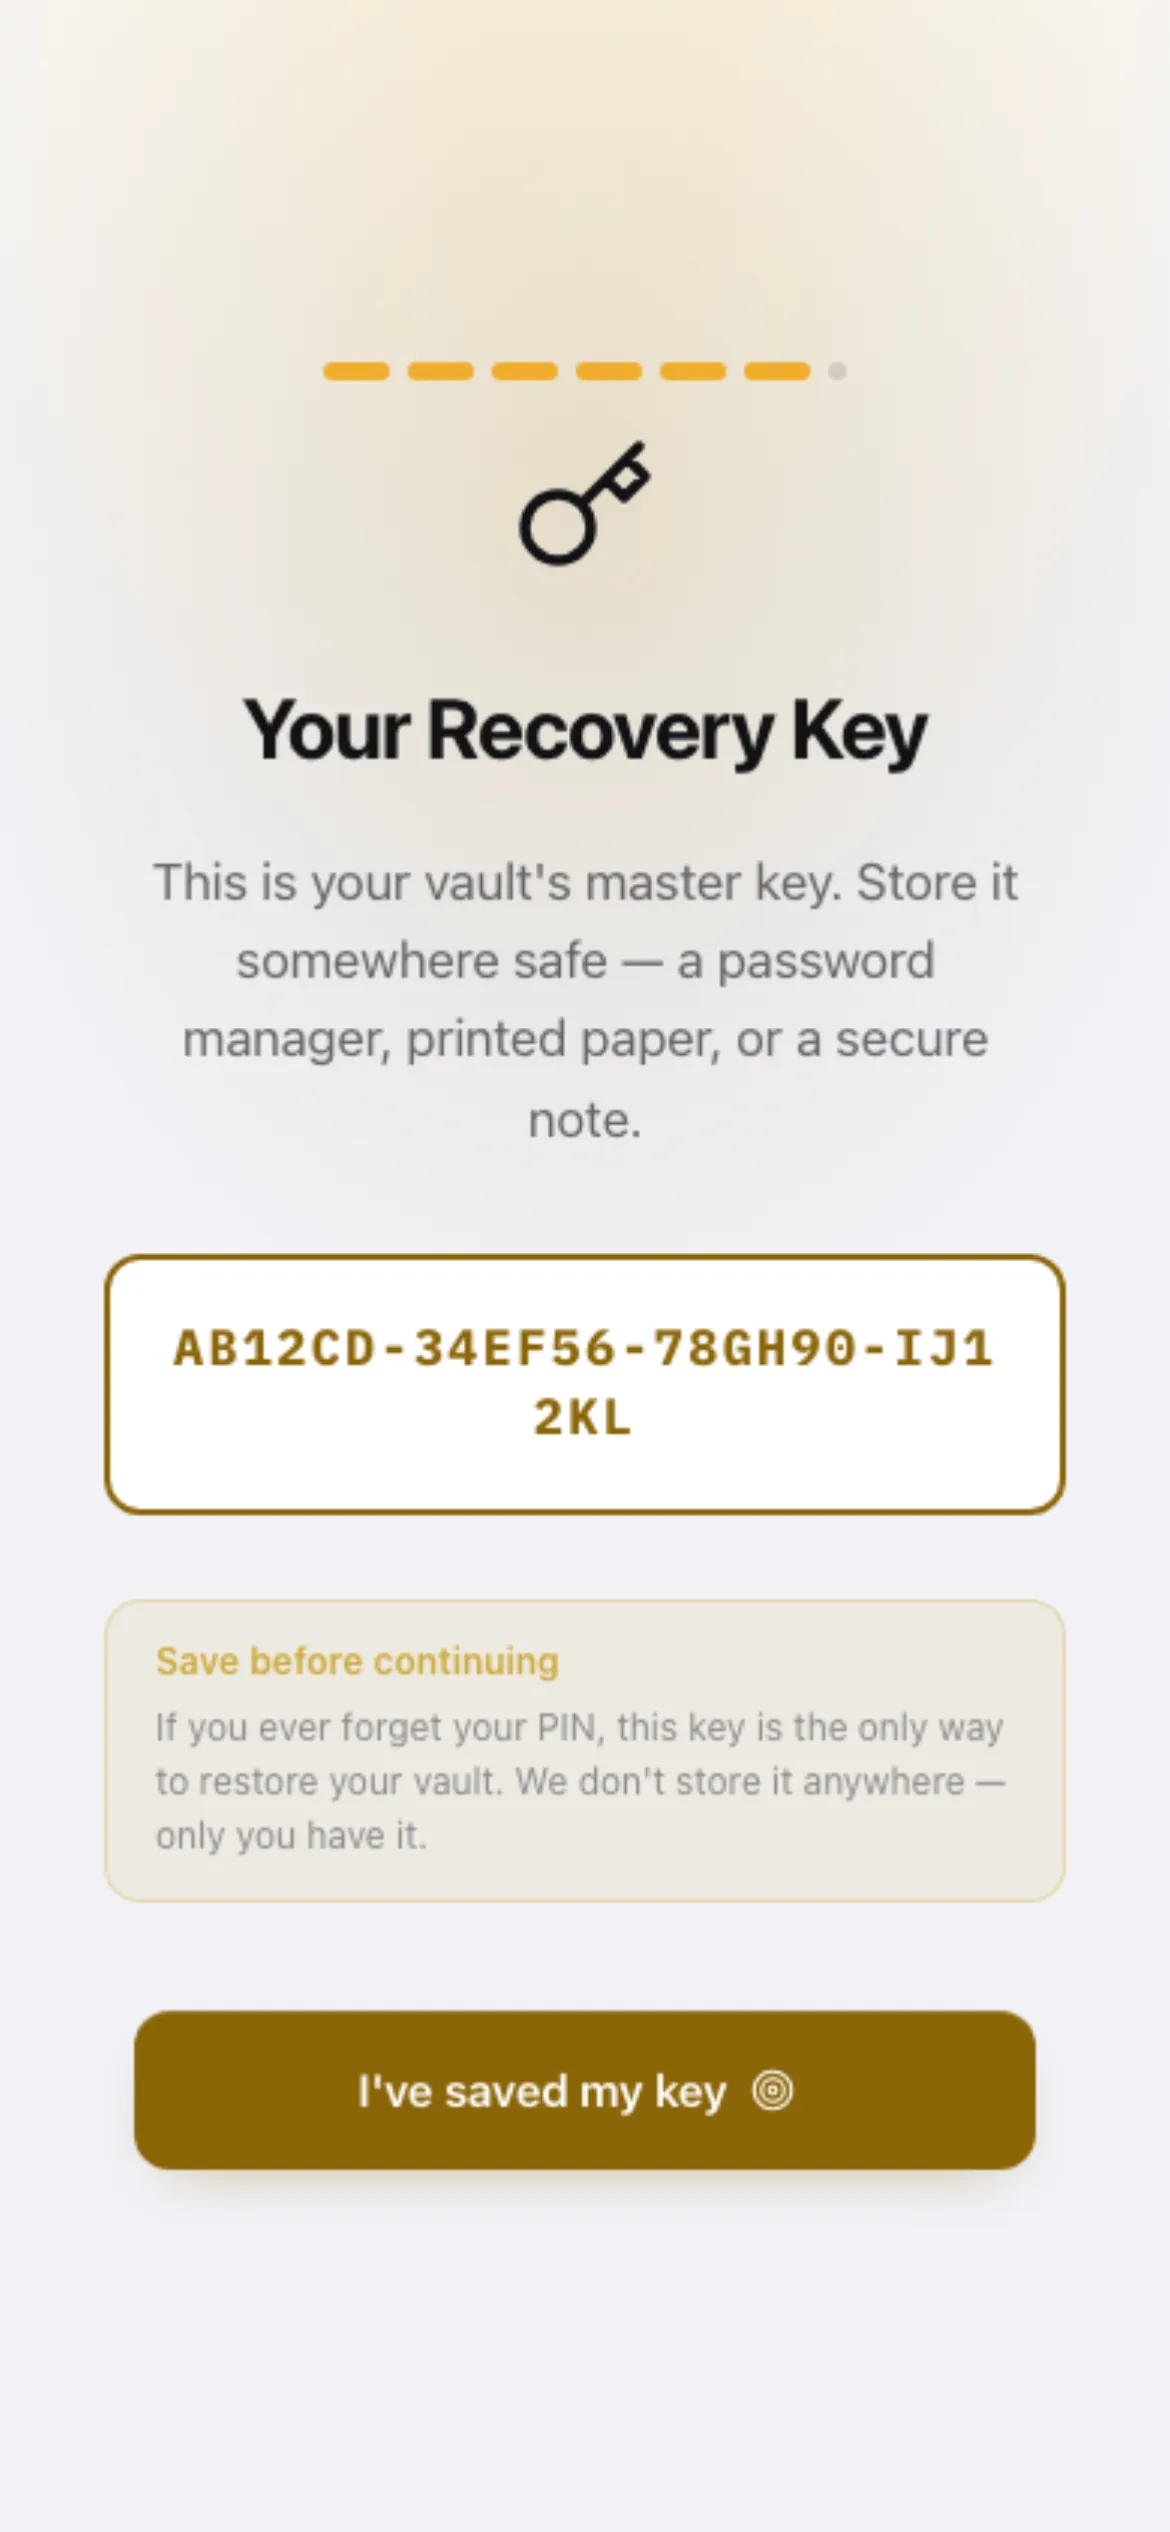 Your Recovery Key
This is your vault's master key. Store it
somewhere safe — a password
manager, printed paper, or a secure
note.
AB12CD-34EF56-78GH90-IJ1
2KL
Save before continuing
If you ever forget your PIN, this key is the only way
to restore your vault. We don't store it anywhere —
only you have it.
I've saved my key